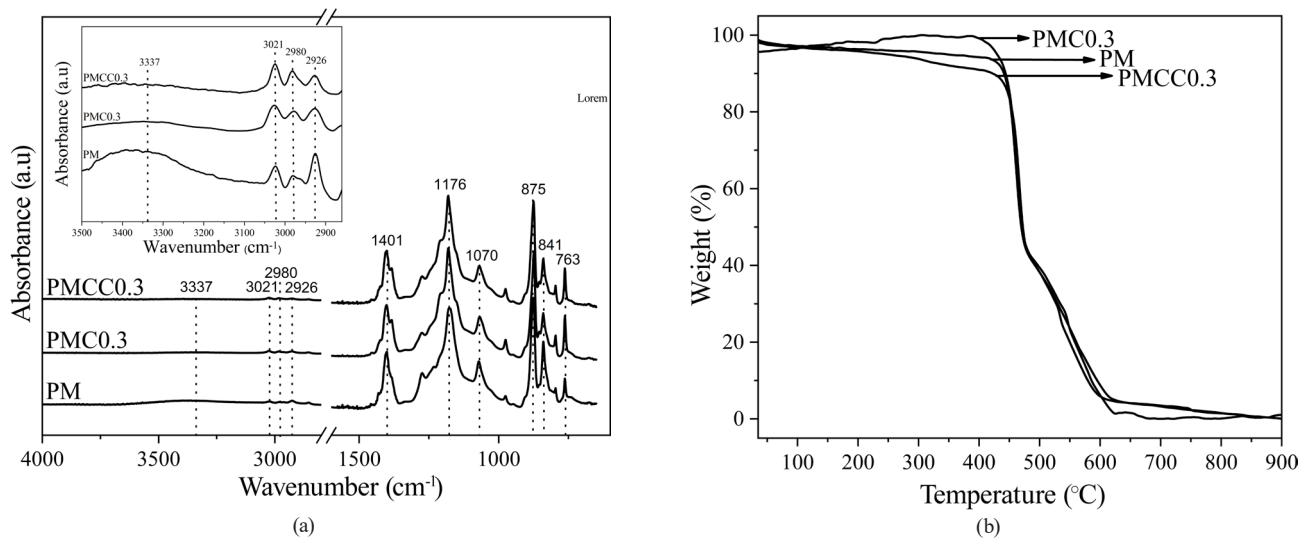 3021
2980
2926
3337
PMCC0.3
PMC0.3
PM
Absorbance (a.u)
3500 3400 3300 3200 3100 3000 2900
Wavenumber (cm-1)
Lorem
Absorbance (a.u)
1401
1176
1070
875
841
763
2980
3337
3021
2926
PMCC0.3
PMC0.3
PM
4000 3500 3000 1500 1000
Wavenumber (cm-1)
(a)
Weight (%)
100
80
60
40
20
0
PMC0.3
PM
PMCC0.3
100 200 300 400 500 600 700 800 900
Temperature (°C)
(b)